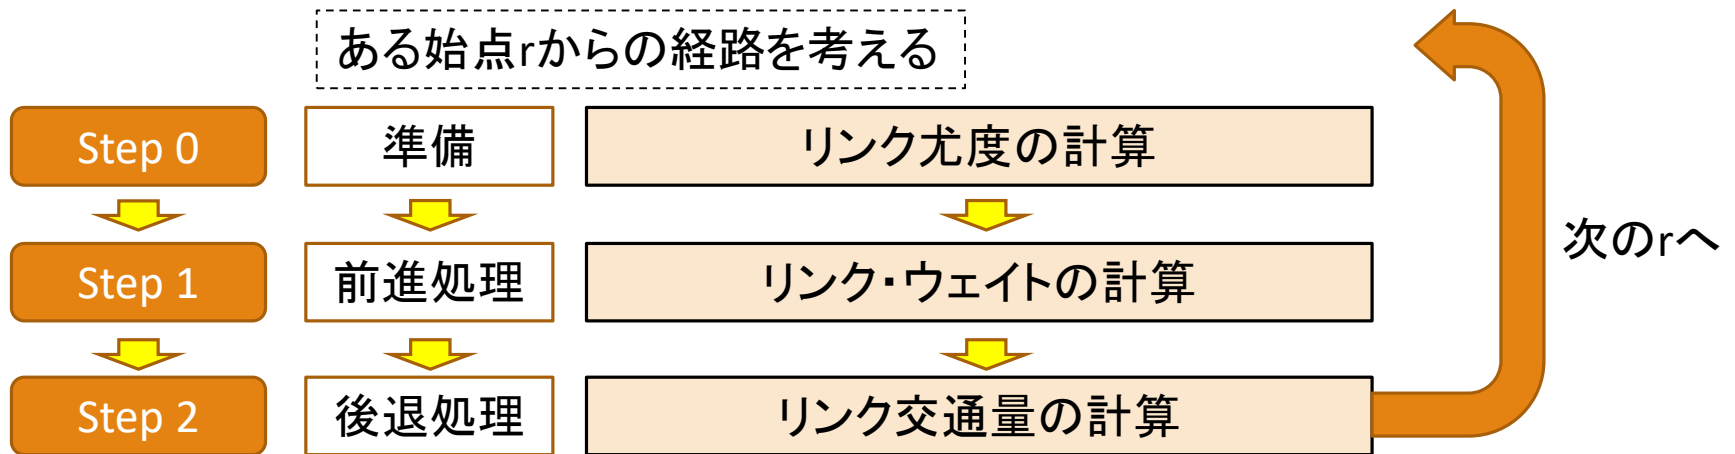 ある始点rからの経路を考える
Step 0
準備
リンク尤度の計算
Step 1
前進処理
リンク・ウェイトの計算
次のrへ
Step 2
後退処理
リンク交通量の計算